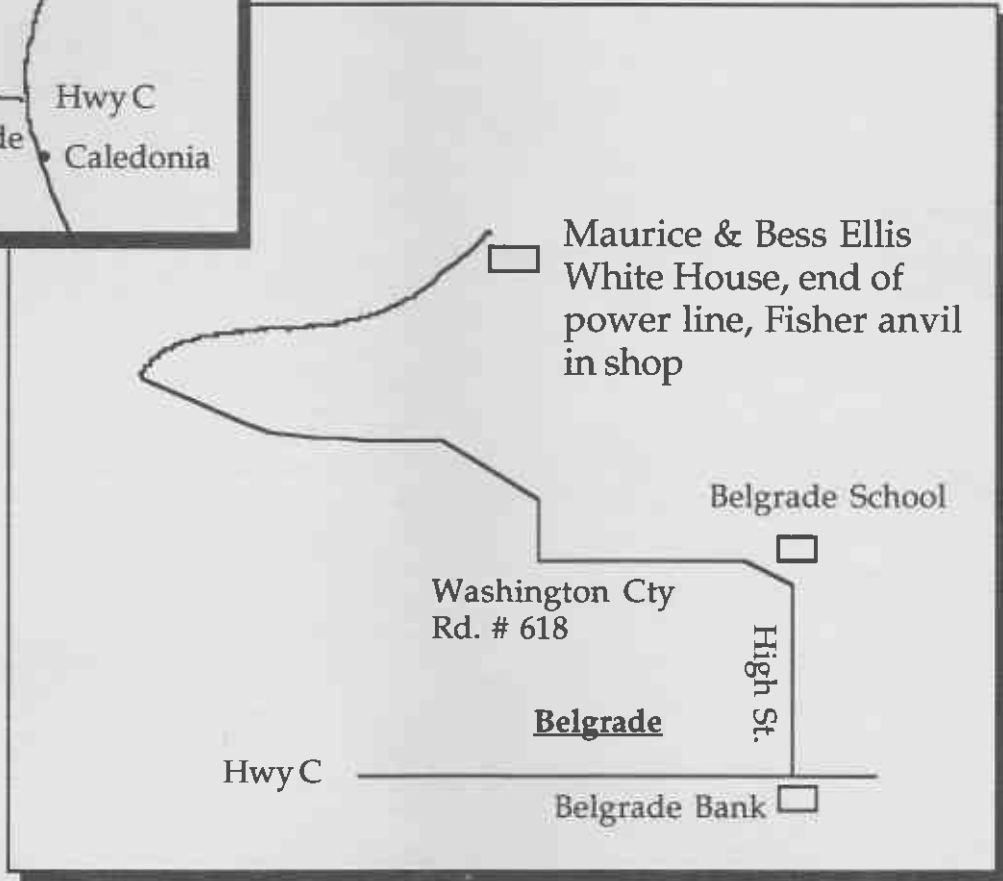 Hwy C
Caledonia
Maurice & Bess Ellis
White House, end of
power line, Fisher anvil
in shop
Belgrade School
Washington Cty
Rd. # 618
High St.
Belgrade
Hwy C
Belgrade Bank